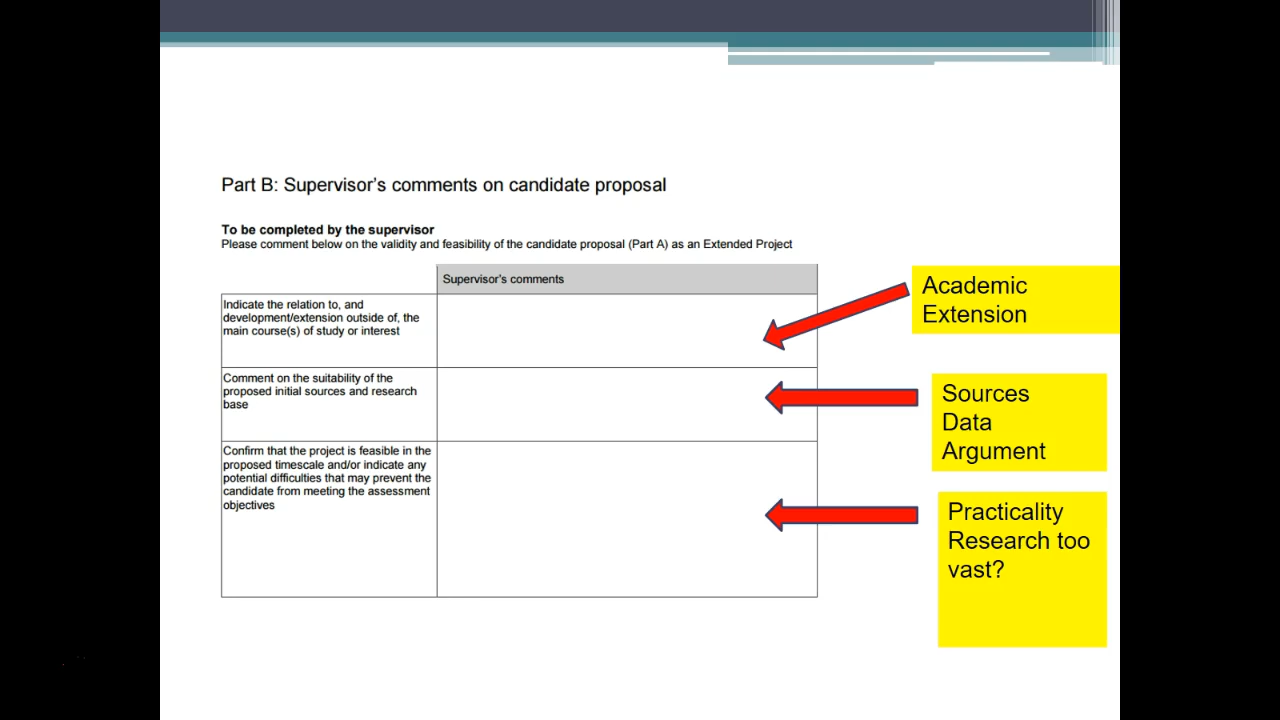 Part B: Supervisor's comments on candidate proposal
To be completed by the supervisor
Please comment below on the validity and feasibility of the candidate proposal (Part A) as an Extended Project
Supervisor's comments
Indicate the relation to, and
development/extension outside of, the
main course(s) of study or interest
Academic
Extension
Comment on the suitability of the
proposed initial sources and research
base
Sources
Data
Argument
Confirm that the project is feasible in the
proposed timescale and/or indicate any
potential difficulties that may prevent the
candidate from meeting the assessment
objectives
Practicality
Research too
vast?